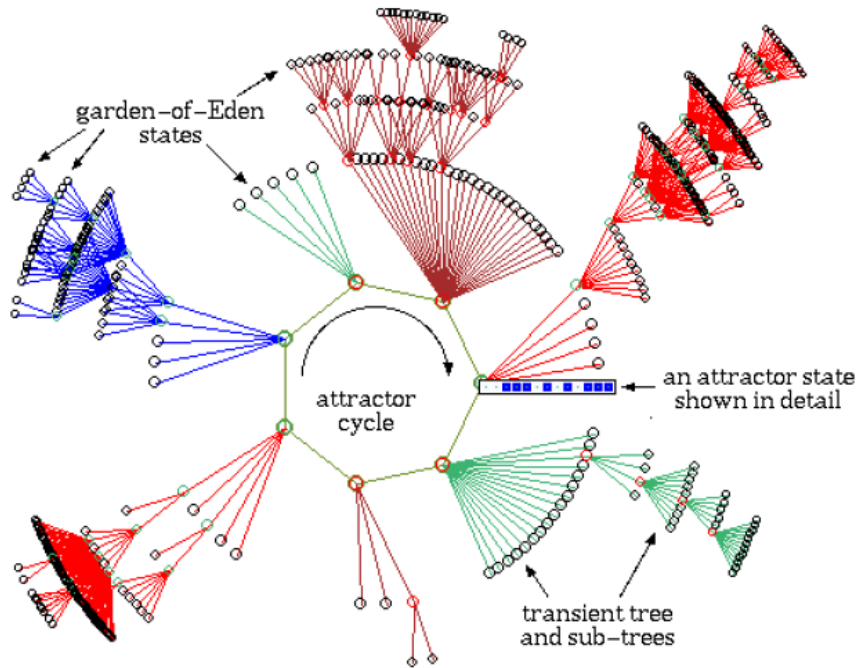 garden-of-Eden
states
attractor
cycle
an attractor state
shown in detail
transient tree
and sub-trees